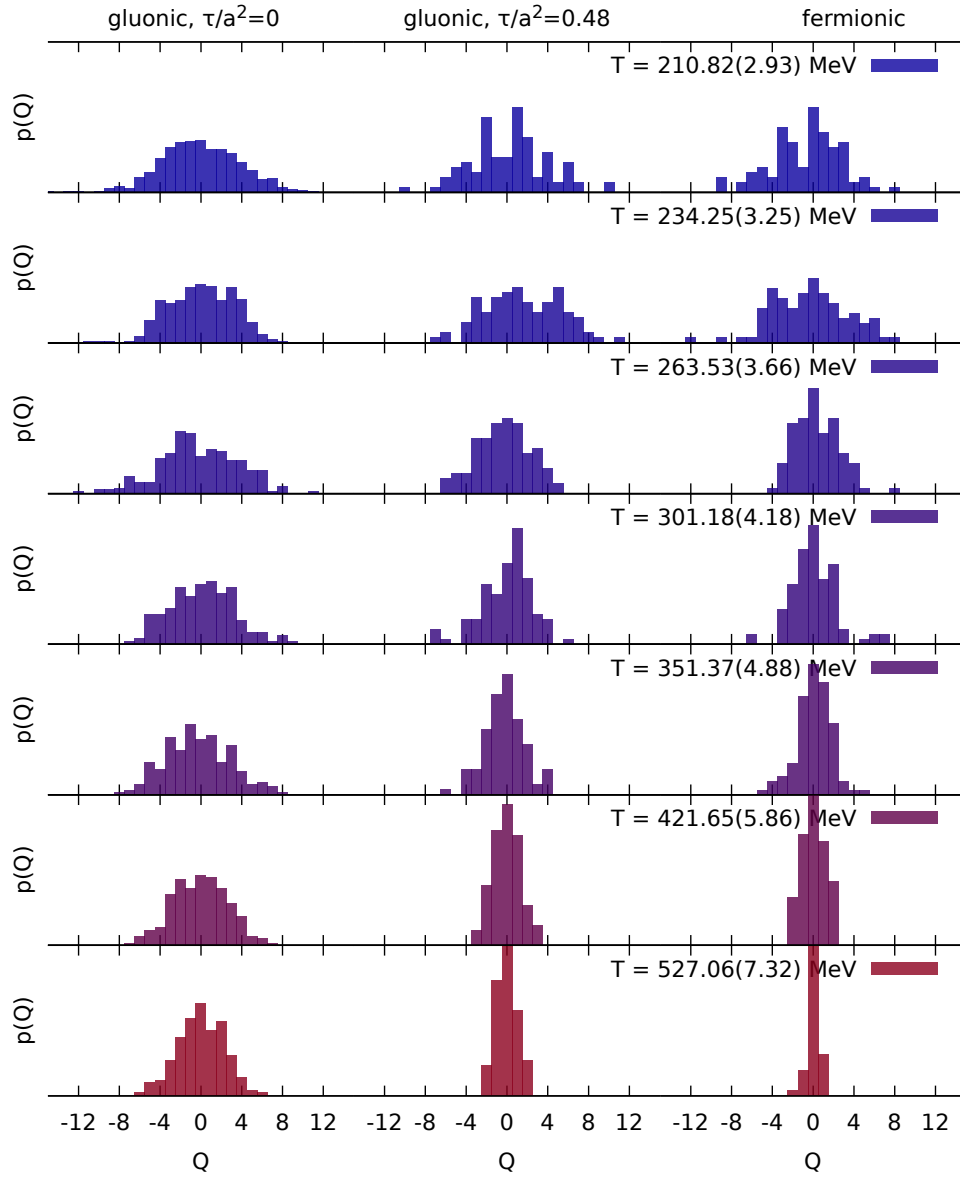 gluonic, τ/a²=0 gluonic, τ/a²=0.48 fermionic
T = 210.82(2.93) MeV
p(Q)
T = 234.25(3.25) MeV
p(Q)
T = 263.53(3.66) MeV
p(Q)
T = 301.18(4.18) MeV
p(Q)
T = 351.37(4.88) MeV
p(Q)
T = 421.65(5.86) MeV
p(Q)
T = 527.06(7.32) MeV
p(Q)
-12 -8 -4 0 4 8 12 -12 -8 -4 0 4 8 12 -12 -8 -4 0 4 8 12
Q Q Q